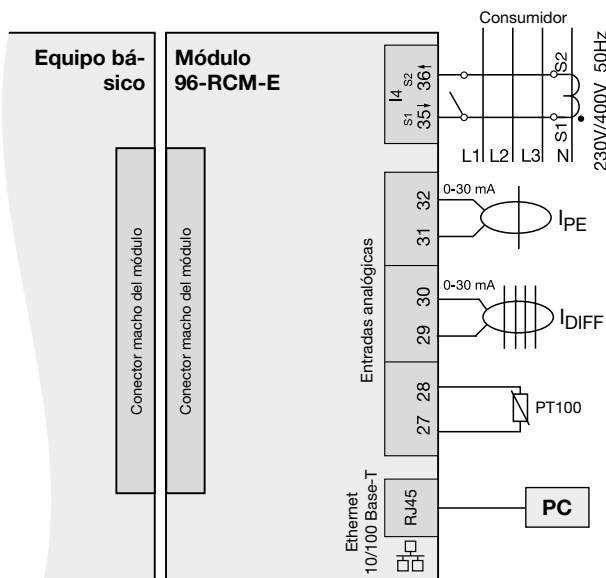 Consumidor
Equipo bá-
sico
Módulo
96-RCM-E
I4
S2
36
S1
35
S2
S1
230V/400V 50Hz
L1 L2 L3 N
Conector macho del módulo
Conector macho del módulo
Entradas analógicas
32
31
0-30 mA
IPE
30
29
0-30 mA
IDIFF
28
27
PT100
Ethernet
10/100 Base-T
RJ45
PC